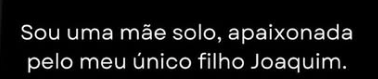 Sou uma mãe solo, apaixonada
pelo meu único filho Joaquim.